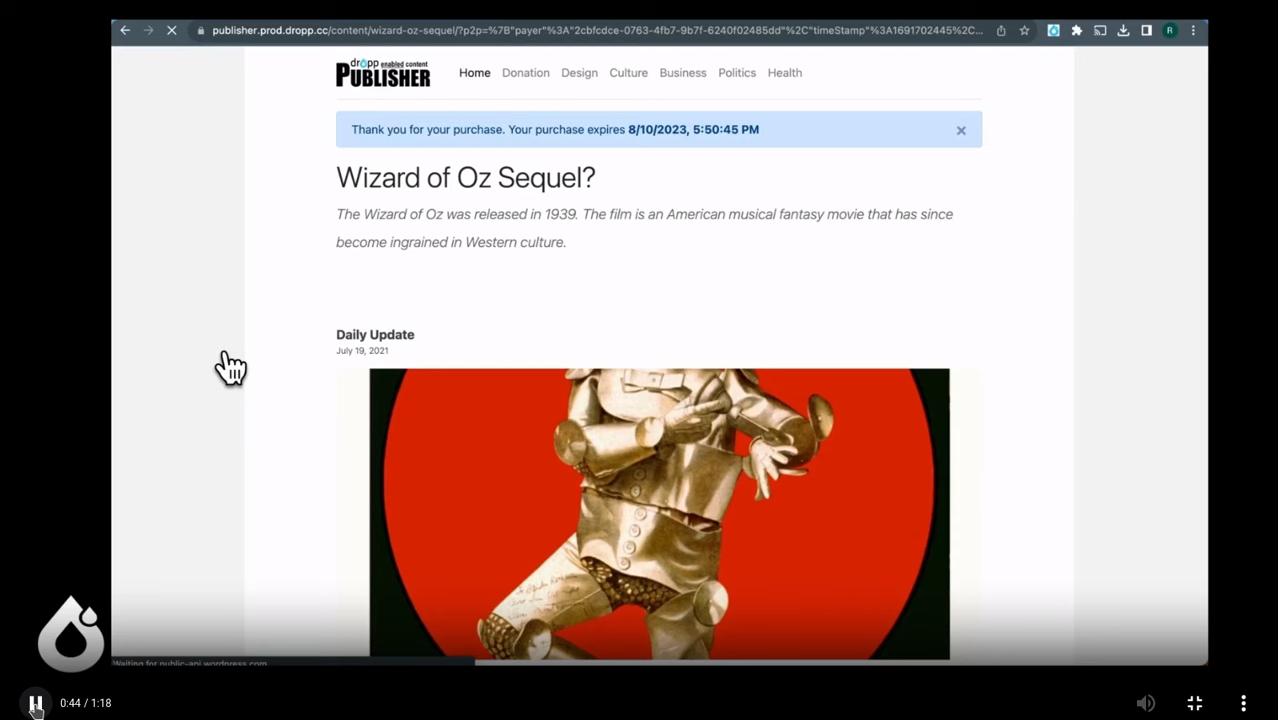 publisher.prod.dropp.cc/content/wizard-oz-sequel/?p2p=%7B"payer"%3A"2cbfcdce-0763-4fb7-9b7f-6240f02485dd"%2C"timeStamp"%3A1691702445%2C...
R
dropp enabled content
PUBLISHER
Home Donation Design Culture Business Politics Health
Thank you for your purchase. Your purchase expires 8/10/2023, 5:50:45 PM
Wizard of Oz Sequel?
The Wizard of Oz was released in 1939. The film is an American musical fantasy movie that has since
become ingrained in Western culture.
Daily Update
July 19, 2021
Waiting for public-api.wordpress.com
0:44 / 1:18